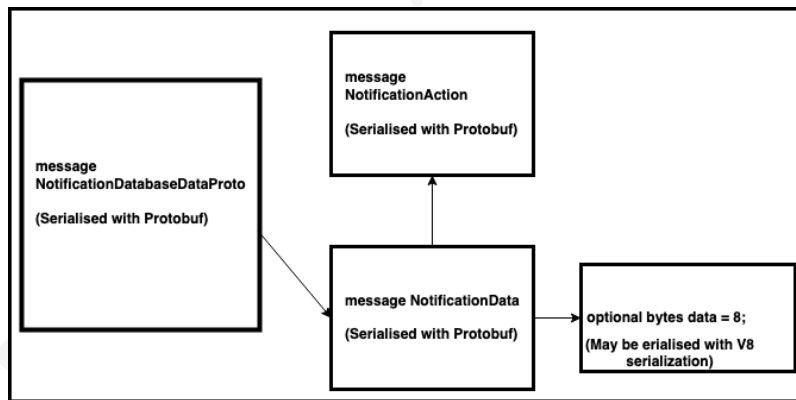 message
NotificationDatabaseDataProto
(Serialised with Protobuf)
message
NotificationAction
(Serialised with Protobuf)
message NotificationData
(Serialised with Protobuf)
optional bytes data = 8;
(May be erialised with V8
serialization)